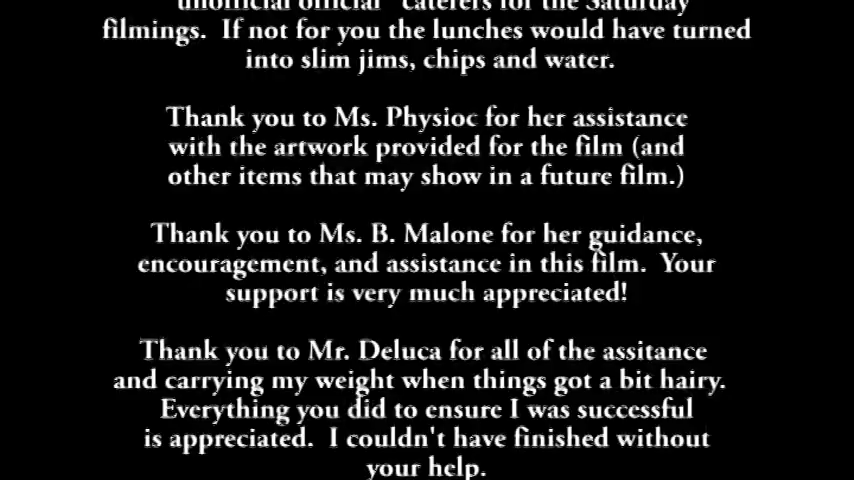 unofficial official" caterers for the Saturday
filmings. If not for you the lunches would have turned
into slim jims, chips and water.
Thank you to Ms. Physioc for her assistance
with the artwork provided for the film (and
other items that may show in a future film.)
Thank you to Ms. B. Malone for her guidance,
encouragement, and assistance in this film. Your
support is very much appreciated!
Thank you to Mr. Deluca for all of the assitance
and carrying my weight when things got a bit hairy.
Everything you did to ensure I was successful
is appreciated. I couldn't have finished without
your help.